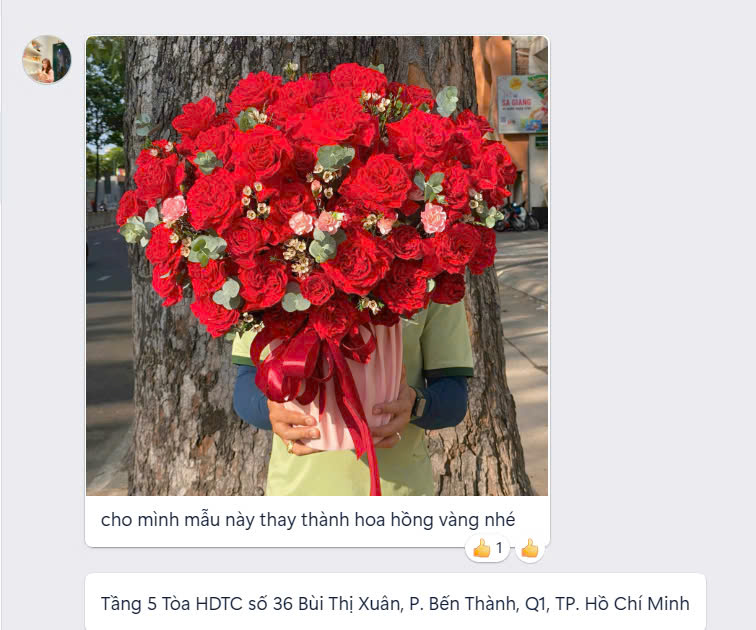 SA GIANG
cho mình mẫu này thay thành hoa hồng vàng nhé
1
Tầng 5 Tòa HDTC số 36 Bùi Thị Xuân, P. Bến Thành, Q1, TP. Hồ Chí Minh